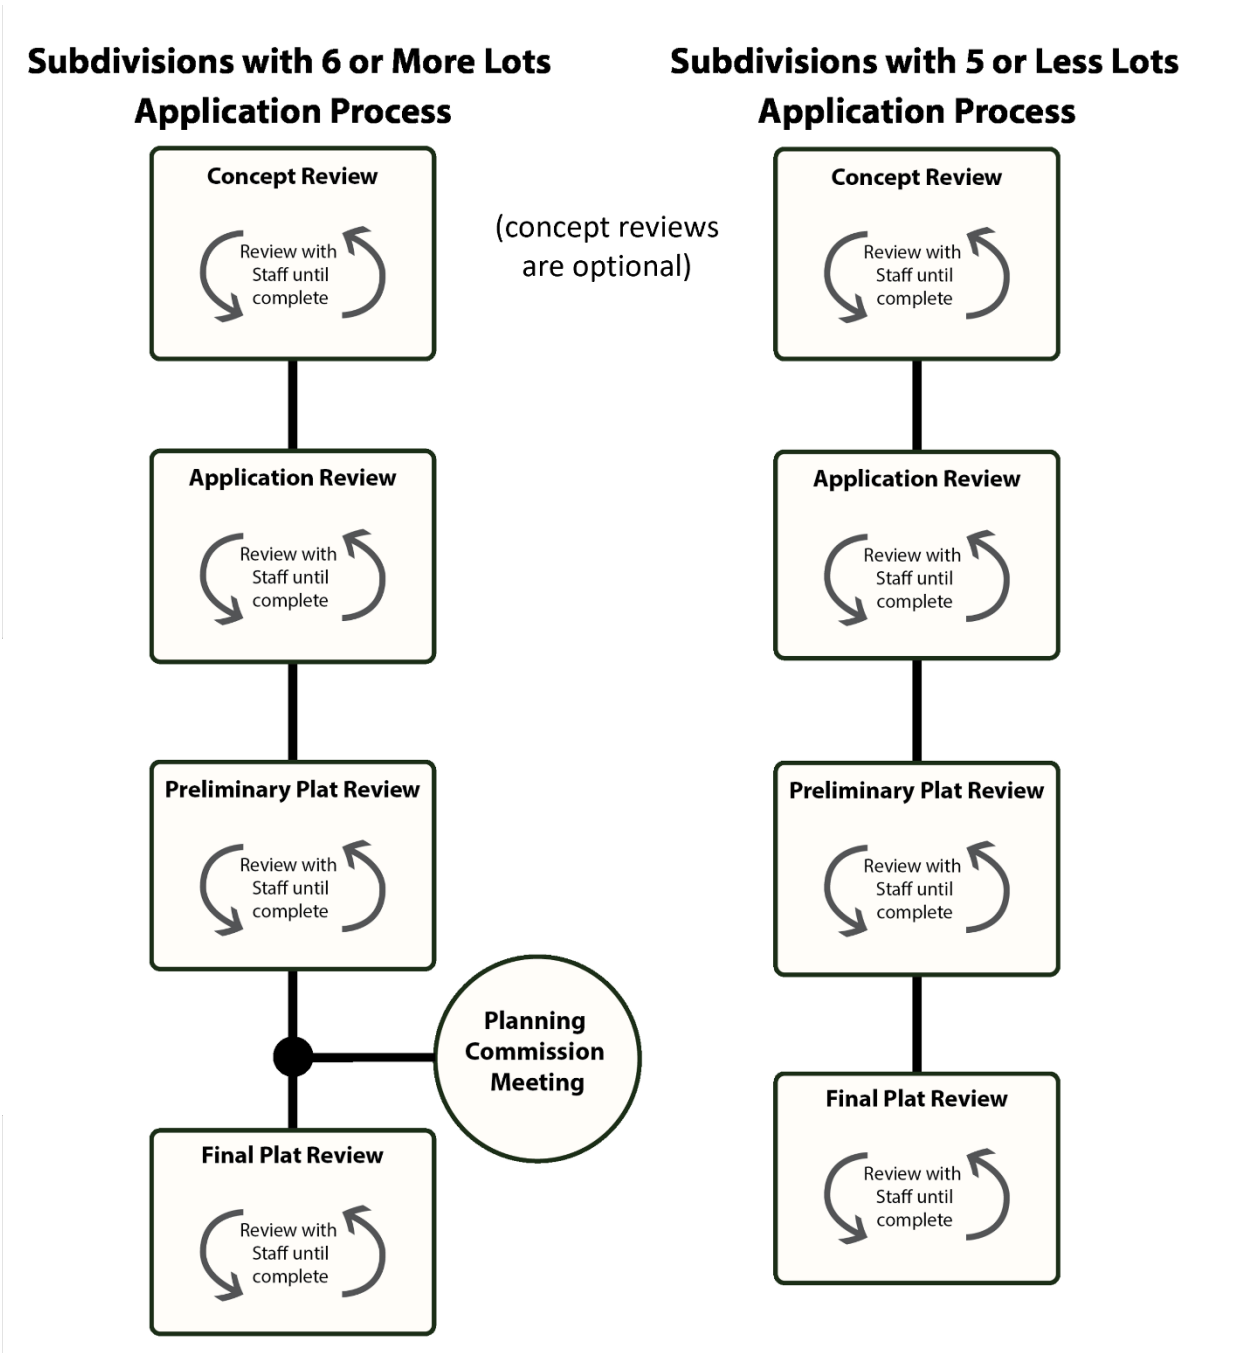 Subdivisions with 6 or More Lots
Application Process
Concept Review
Review with
Staff until
complete
(concept reviews
are optional)
Application Review
Review with
Staff until
complete
Preliminary Plat Review
Review with
Staff until
complete
Planning
Commission
Meeting
Final Plat Review
Review with
Staff until
complete
Subdivisions with 5 or Less Lots
Application Process
Concept Review
Review with
Staff until
complete
Application Review
Review with
Staff until
complete
Preliminary Plat Review
Review with
Staff until
complete
Final Plat Review
Review with
Staff until
complete